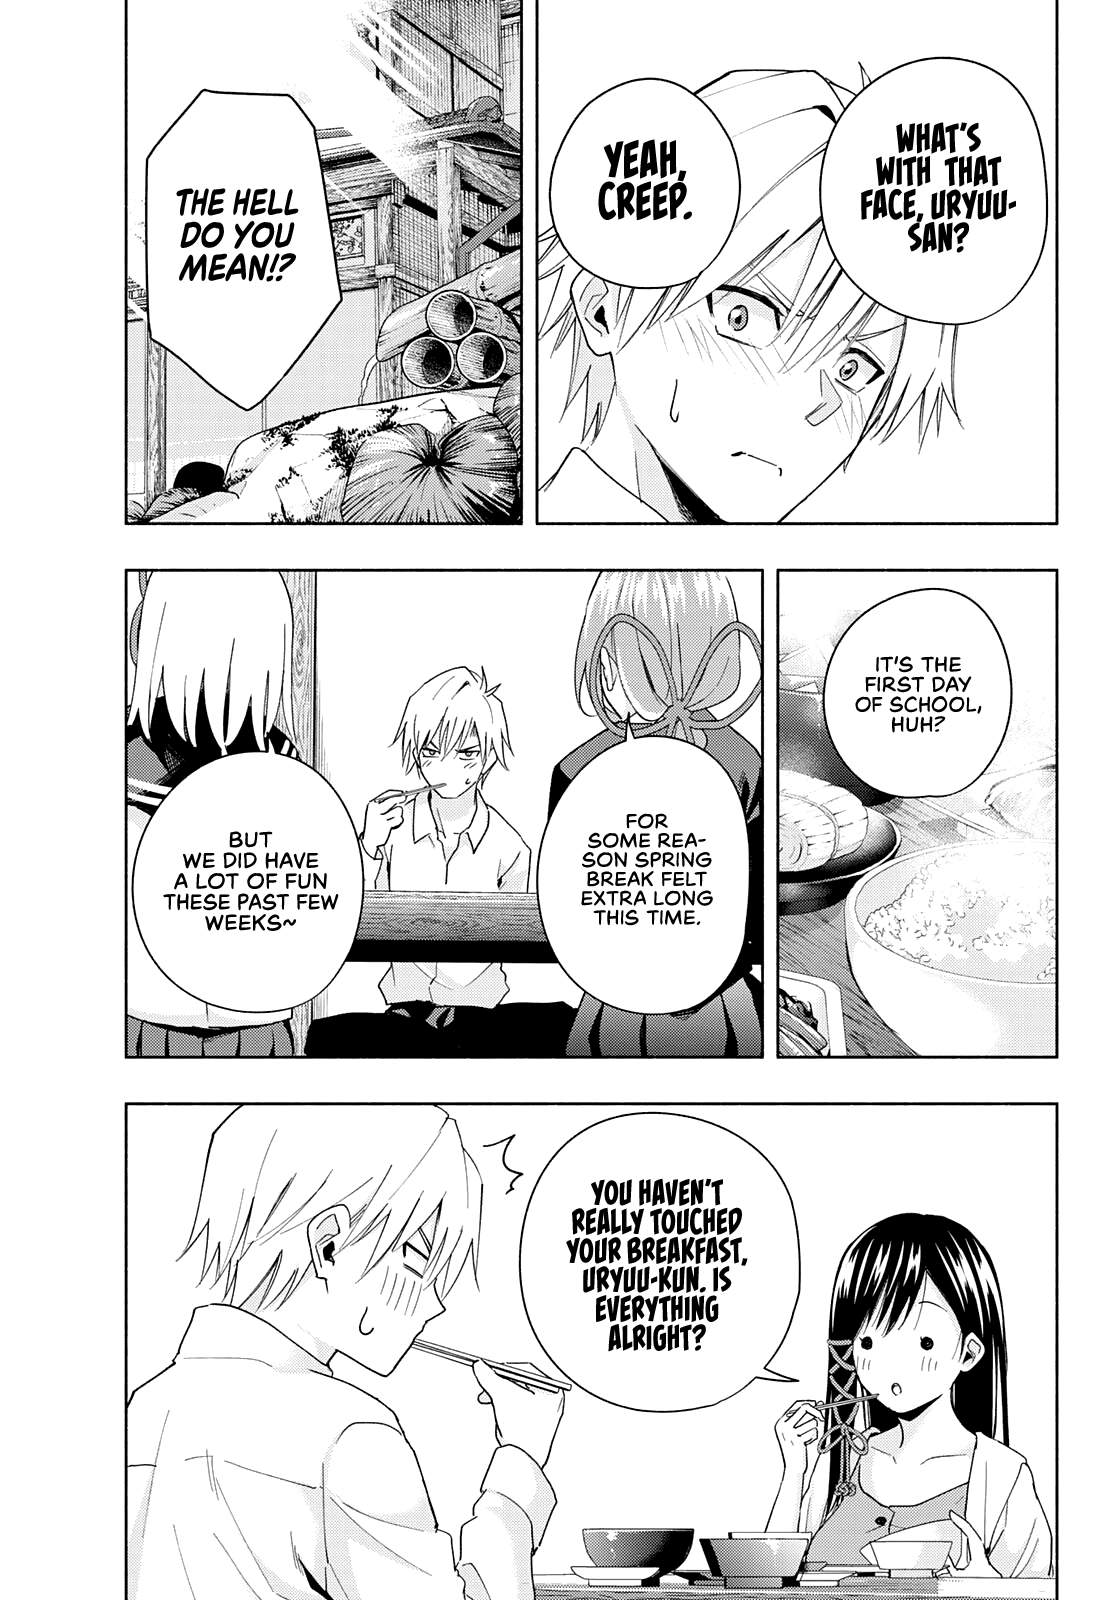 WHAT'S
WITH THAT
FACE, URYUU-
SAN?
YEAH,
CREEP.
THE HELL
DO YOU
MEAN!?
IT'S THE
FIRST DAY
OF SCHOOL,
HUH?
FOR
SOME REA-
SON SPRING
BREAK FELT
EXTRA LONG
THIS TIME.
BUT
WE DID HAVE
A LOT OF FUN
THESE PAST FEW
WEEKS~
YOU HAVEN'T
REALLY TOUCHED
YOUR BREAKFAST,
URYUU-KUN. IS
EVERYTHING
ALRIGHT?